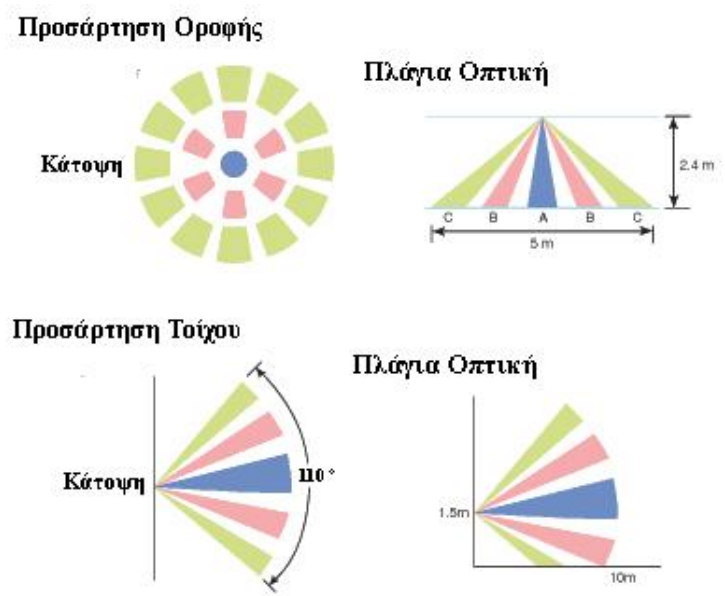 Προσάρτηση Οροφής
Πλάγια Οπτική
Κάτοψη
2.4 m
C B A B C
5 m
Προσάρτηση Τοίχου
Πλάγια Οπτική
Κάτοψη
110°
1.5m
10m